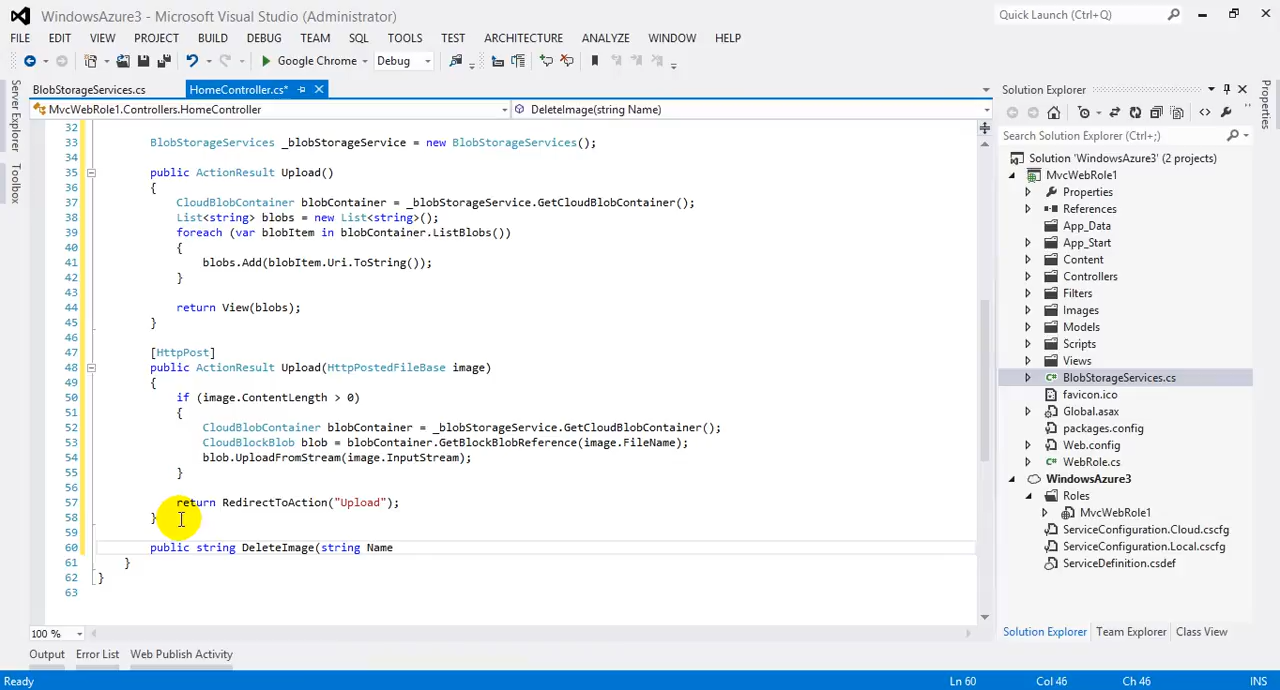 WindowsAzure3 - Microsoft Visual Studio (Administrator)
Quick Launch (Ctrl+Q)
FILE EDIT VIEW PROJECT BUILD DEBUG TEAM SQL TOOLS TEST ARCHITECTURE ANALYZE WINDOW HELP
Google Chrome Debug
BlobStorageServices.cs HomeController.cs*
MvcWebRole1.Controllers.HomeController DeleteImage(string Name)
Server Explorer
Toolbox
32
33 BlobStorageServices _blobStorageService = new BlobStorageServices();
34
35 public ActionResult Upload()
36 {
37 CloudBlobContainer blobContainer = _blobStorageService.GetCloudBlobContainer();
38 List<string> blobs = new List<string>();
39 foreach (var blobItem in blobContainer.ListBlobs())
40 {
41 blobs.Add(blobItem.Uri.ToString());
42 }
43
44 return View(blobs);
45 }
46
47 [HttpPost]
48 public ActionResult Upload(HttpPostedFileBase image)
49 {
50 if (image.ContentLength > 0)
51 {
52 CloudBlobContainer blobContainer = _blobStorageService.GetCloudBlobContainer();
53 CloudBlockBlob blob = blobContainer.GetBlockBlobReference(image.FileName);
54 blob.UploadFromStream(image.InputStream);
55 }
56
57 return RedirectToAction("Upload");
58 }
59
60 public string DeleteImage(string Name
61 }
62 }
63
100 %
Solution Explorer
Search Solution Explorer (Ctrl+;)
Solution 'WindowsAzure3' (2 projects)
MvcWebRole1
Properties
References
App_Data
App_Start
Content
Controllers
Filters
Images
Models
Scripts
Views
BlobStorageServices.cs
favicon.ico
Global.asax
packages.config
Web.config
WebRole.cs
WindowsAzure3
Roles
MvcWebRole1
ServiceConfiguration.Cloud.cscfg
ServiceConfiguration.Local.cscfg
ServiceDefinition.csdef
Solution Explorer Team Explorer Class View
Properties
Output Error List Web Publish Activity
Ready Ln 60 Col 46 Ch 46 INS